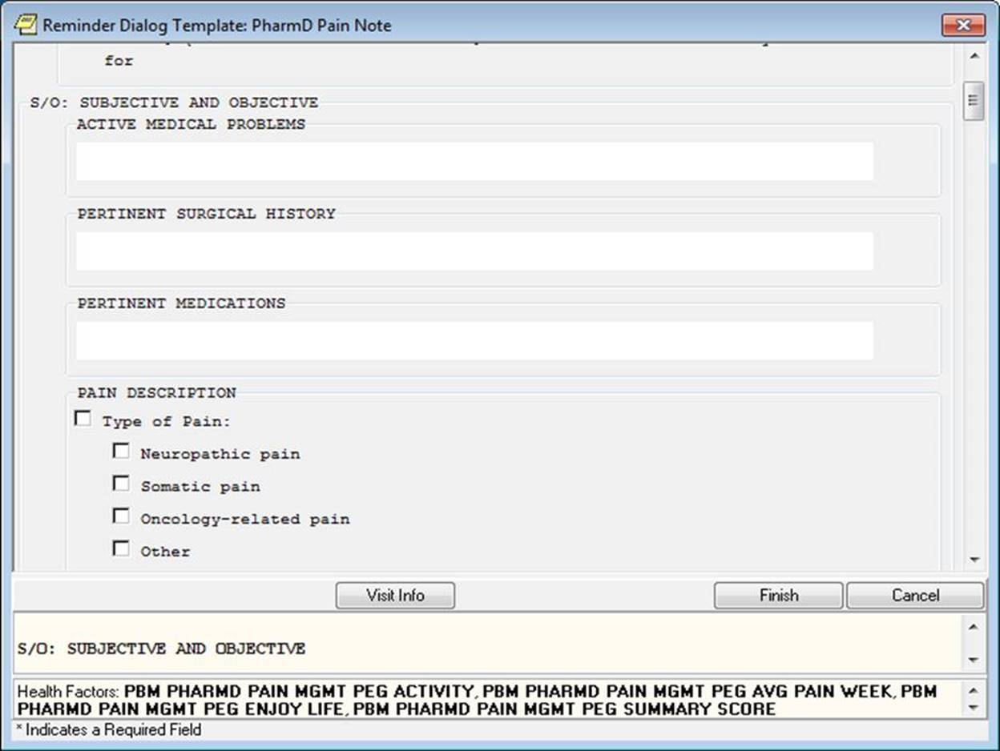 Reminder Dialog Template: PharmD Pain Note
for
S/O: SUBJECTIVE AND OBJECTIVE
ACTIVE MEDICAL PROBLEMS
PERTINENT SURGICAL HISTORY
PERTINENT MEDICATIONS
PAIN DESCRIPTION
Type of Pain:
Neuropathic pain
Somatic pain
Oncology-related pain
Other
Visit Info Finish Cancel
S/O: SUBJECTIVE AND OBJECTIVE
Health Factors: PBM PHARMD PAIN MGMT PEG ACTIVITY, PBM PHARMD PAIN MGMT PEG AVG PAIN WEEK, PBM
PHARMD PAIN MGMT PEG ENJOY LIFE, PBM PHARMD PAIN MGMT PEG SUMMARY SCORE
* Indicates a Required Field